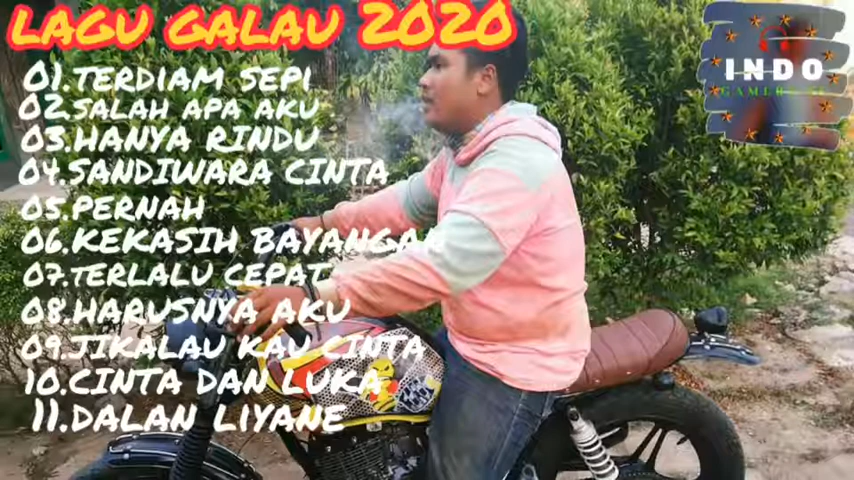 LAGU GALAU 2020
01.TERDIAM SEPI
02.SALAH APA AKU
03.HANYA RINDU
04.SANDIWARA CINTA
05.PERNAH
06.KEKASIH BAYANGAN
07.TERLALU CEPAT
08.HARUSNYA AKU
09.JIKALAU KAU CINTA
10.CINTA DAN LUKA
11.DALAN LIYANE
INDO